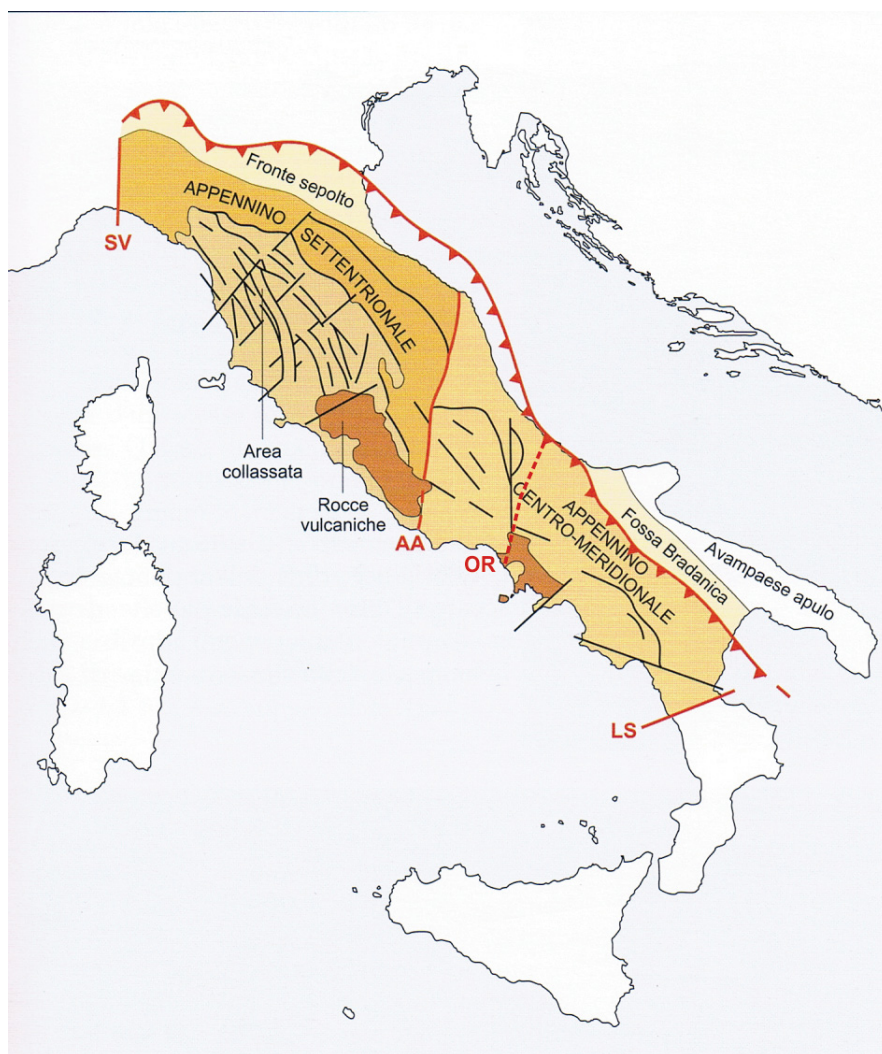 Fronte sepolto
APPENNINO
SETTENTRIONALE
SV
Area
collassata
Rocce
vulcaniche
AA
OR
APPENNINO
CENTRO-MERIDIONALE
Fossa Bradanica
Avampaese apulo
LS